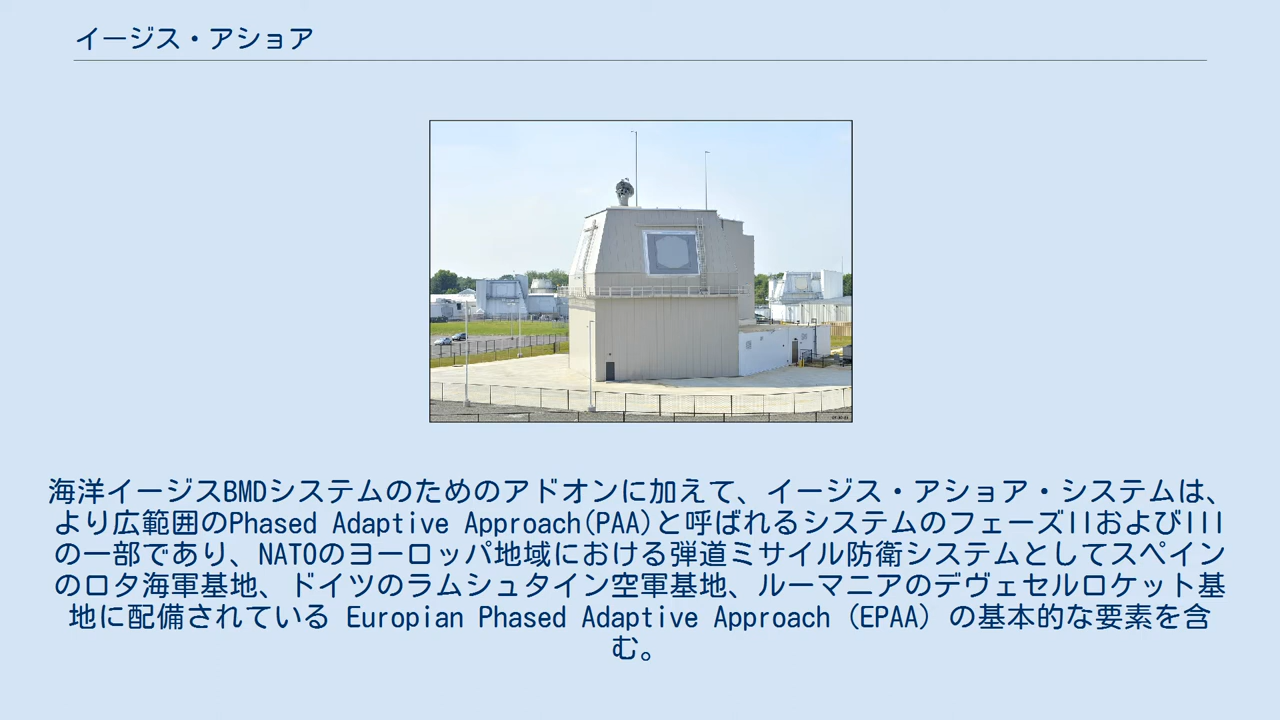 イージス・アショア
海洋イージスBMDシステムのためのアドオンに加えて、イージス・アショア・システムは、
より広範囲のPhased Adaptive Approach(PAA)と呼ばれるシステムのフェーズIIおよびIII
の一部であり、NATOのヨーロッパ地域における弾道ミサイル防衛システムとしてスペイン
のロタ海軍基地、ドイツのラムシュタイン空軍基地、ルーマニアのデヴェセルロケット基
地に配備されている Europian Phased Adaptive Approach (EPAA) の基本的な要素を含
む。